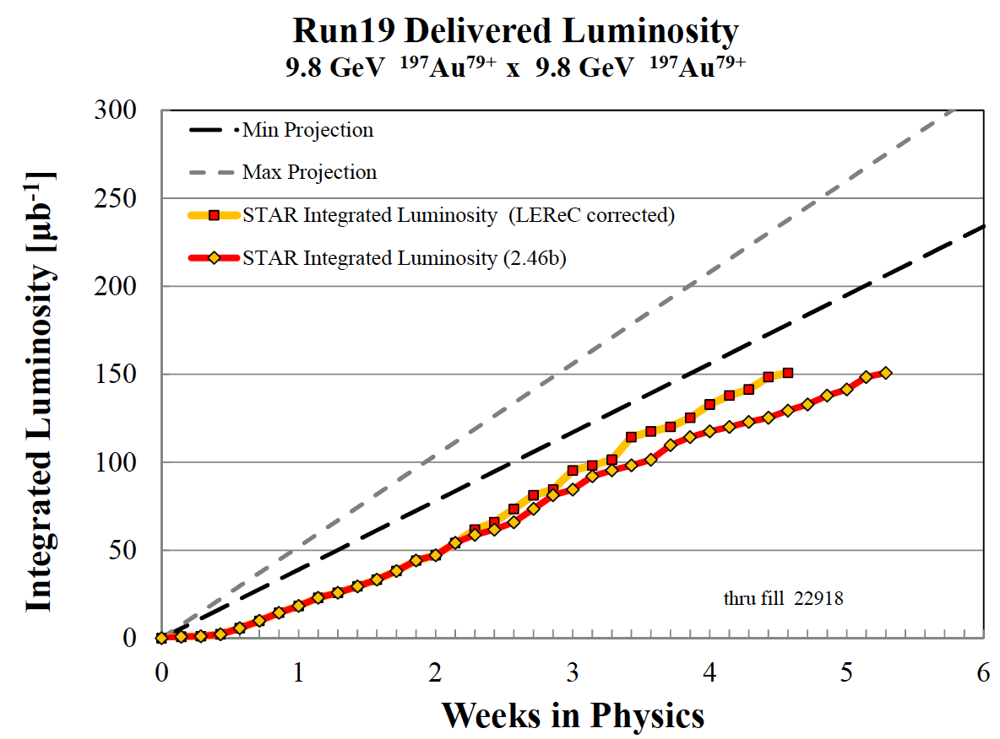 Run19 Delivered Luminosity
9.8 GeV ¹⁹⁷Au⁷⁹⁺ x 9.8 GeV ¹⁹⁷Au⁷⁹⁺
300
250
200
150
100
50
0
Integrated Luminosity [μb⁻¹]
Min Projection
Max Projection
STAR Integrated Luminosity (LEReC corrected)
STAR Integrated Luminosity (2.46b)
thru fill 22918
0 1 2 3 4 5 6
Weeks in Physics